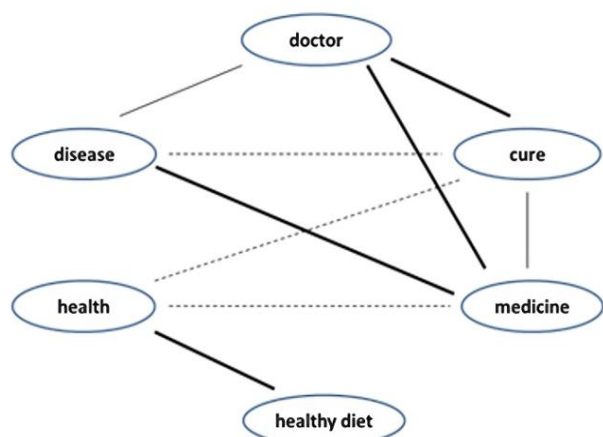 doctor
disease
cure
health
medicine
healthy diet